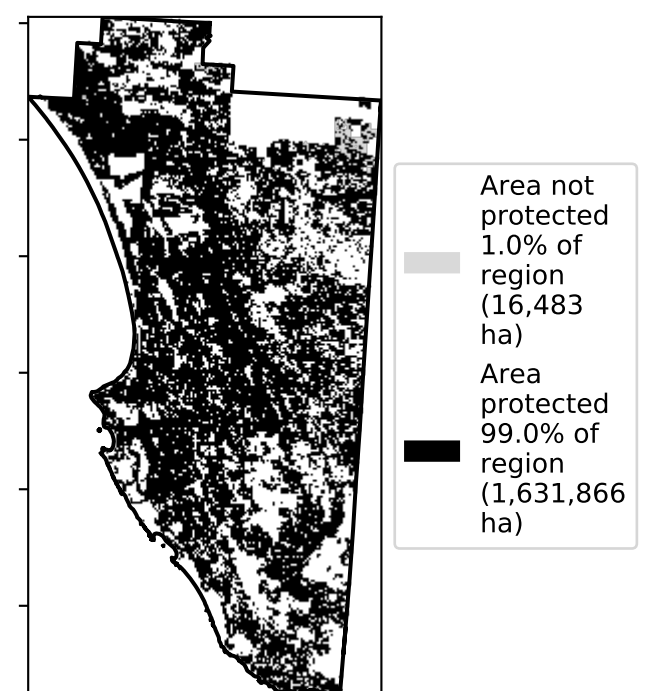 Area not
protected
1.0% of
region
(16,483
ha)
Area
protected
99.0% of
region
(1,631,866
ha)